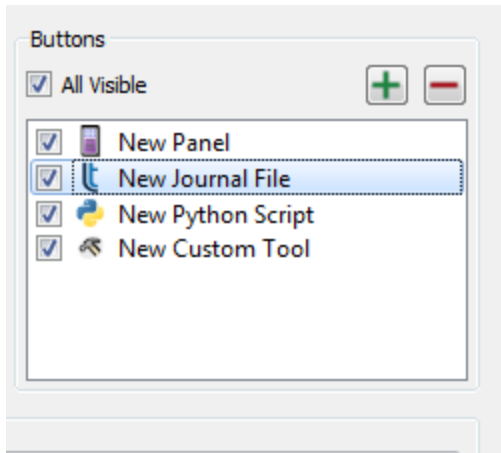 Buttons
All Visible
New Panel
New Journal File
New Python Script
New Custom Tool